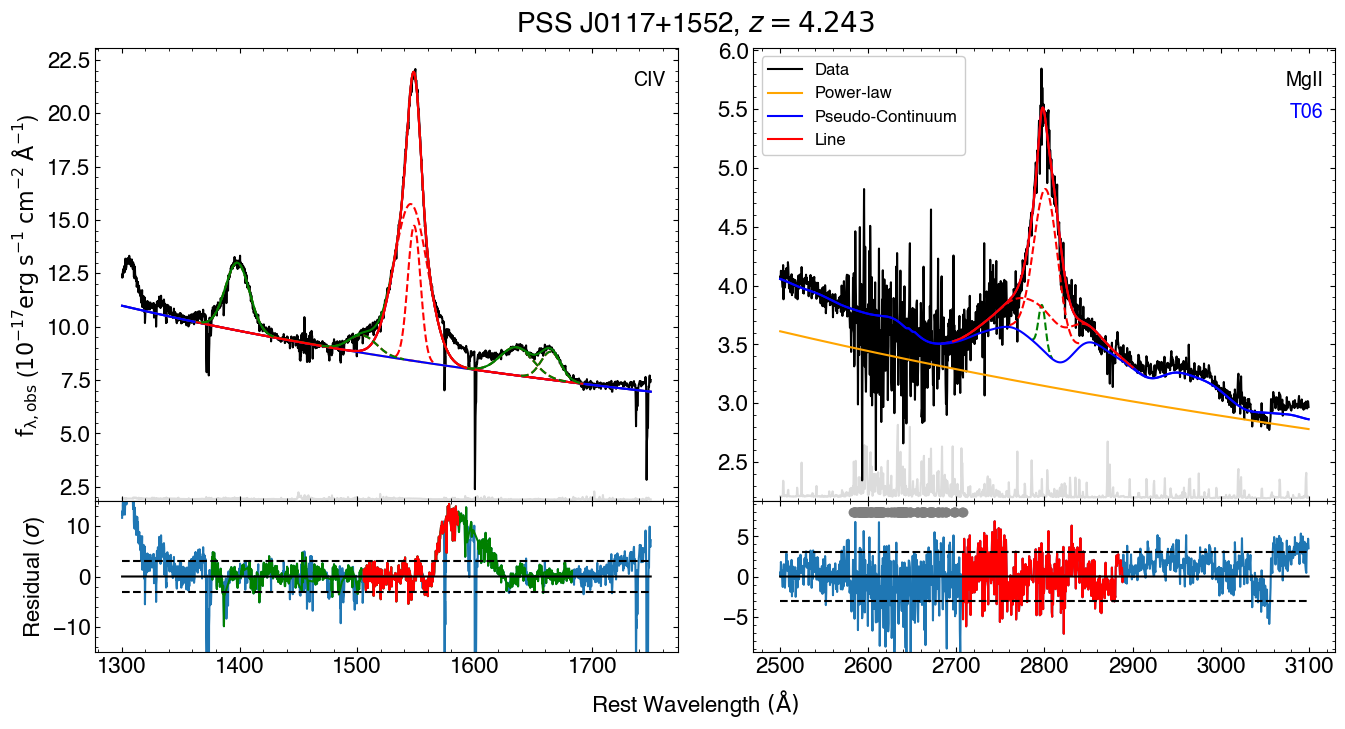 PSS J0117+1552, z = 4.243
CIV
MgII
T06
Data
Power-law
Pseudo-Continuum
Line
f_λ,obs (10⁻¹⁷erg s⁻¹ cm⁻² Å⁻¹)
22.5
20.0
17.5
15.0
12.5
10.0
7.5
5.0
2.5
6.0
5.5
5.0
4.5
4.0
3.5
3.0
2.5
Residual (σ)
10
0
−10
5
0
−5
1300 1400 1500 1600 1700
2500 2600 2700 2800 2900 3000 3100
Rest Wavelength (Å)